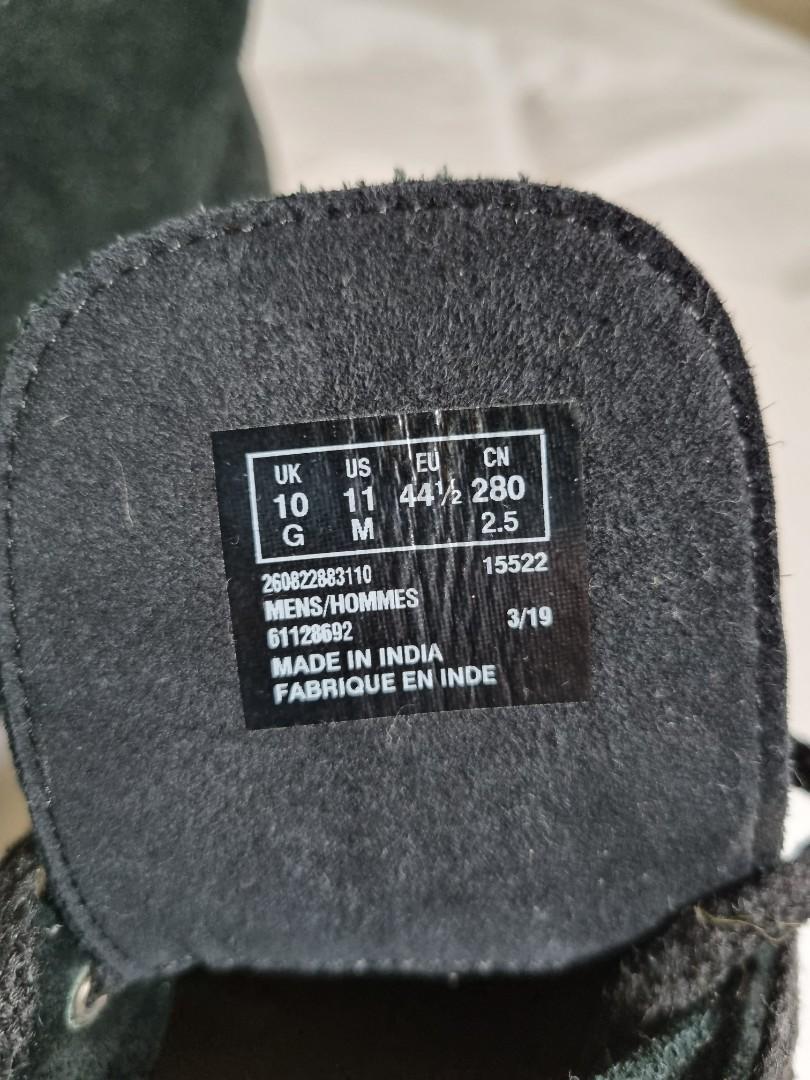 UK US EU CN
10 11 44½ 280
G M 2.5
260822883110 15522
MENS/HOMMES
61128692 3/19
MADE IN INDIA
FABRIQUE EN INDE